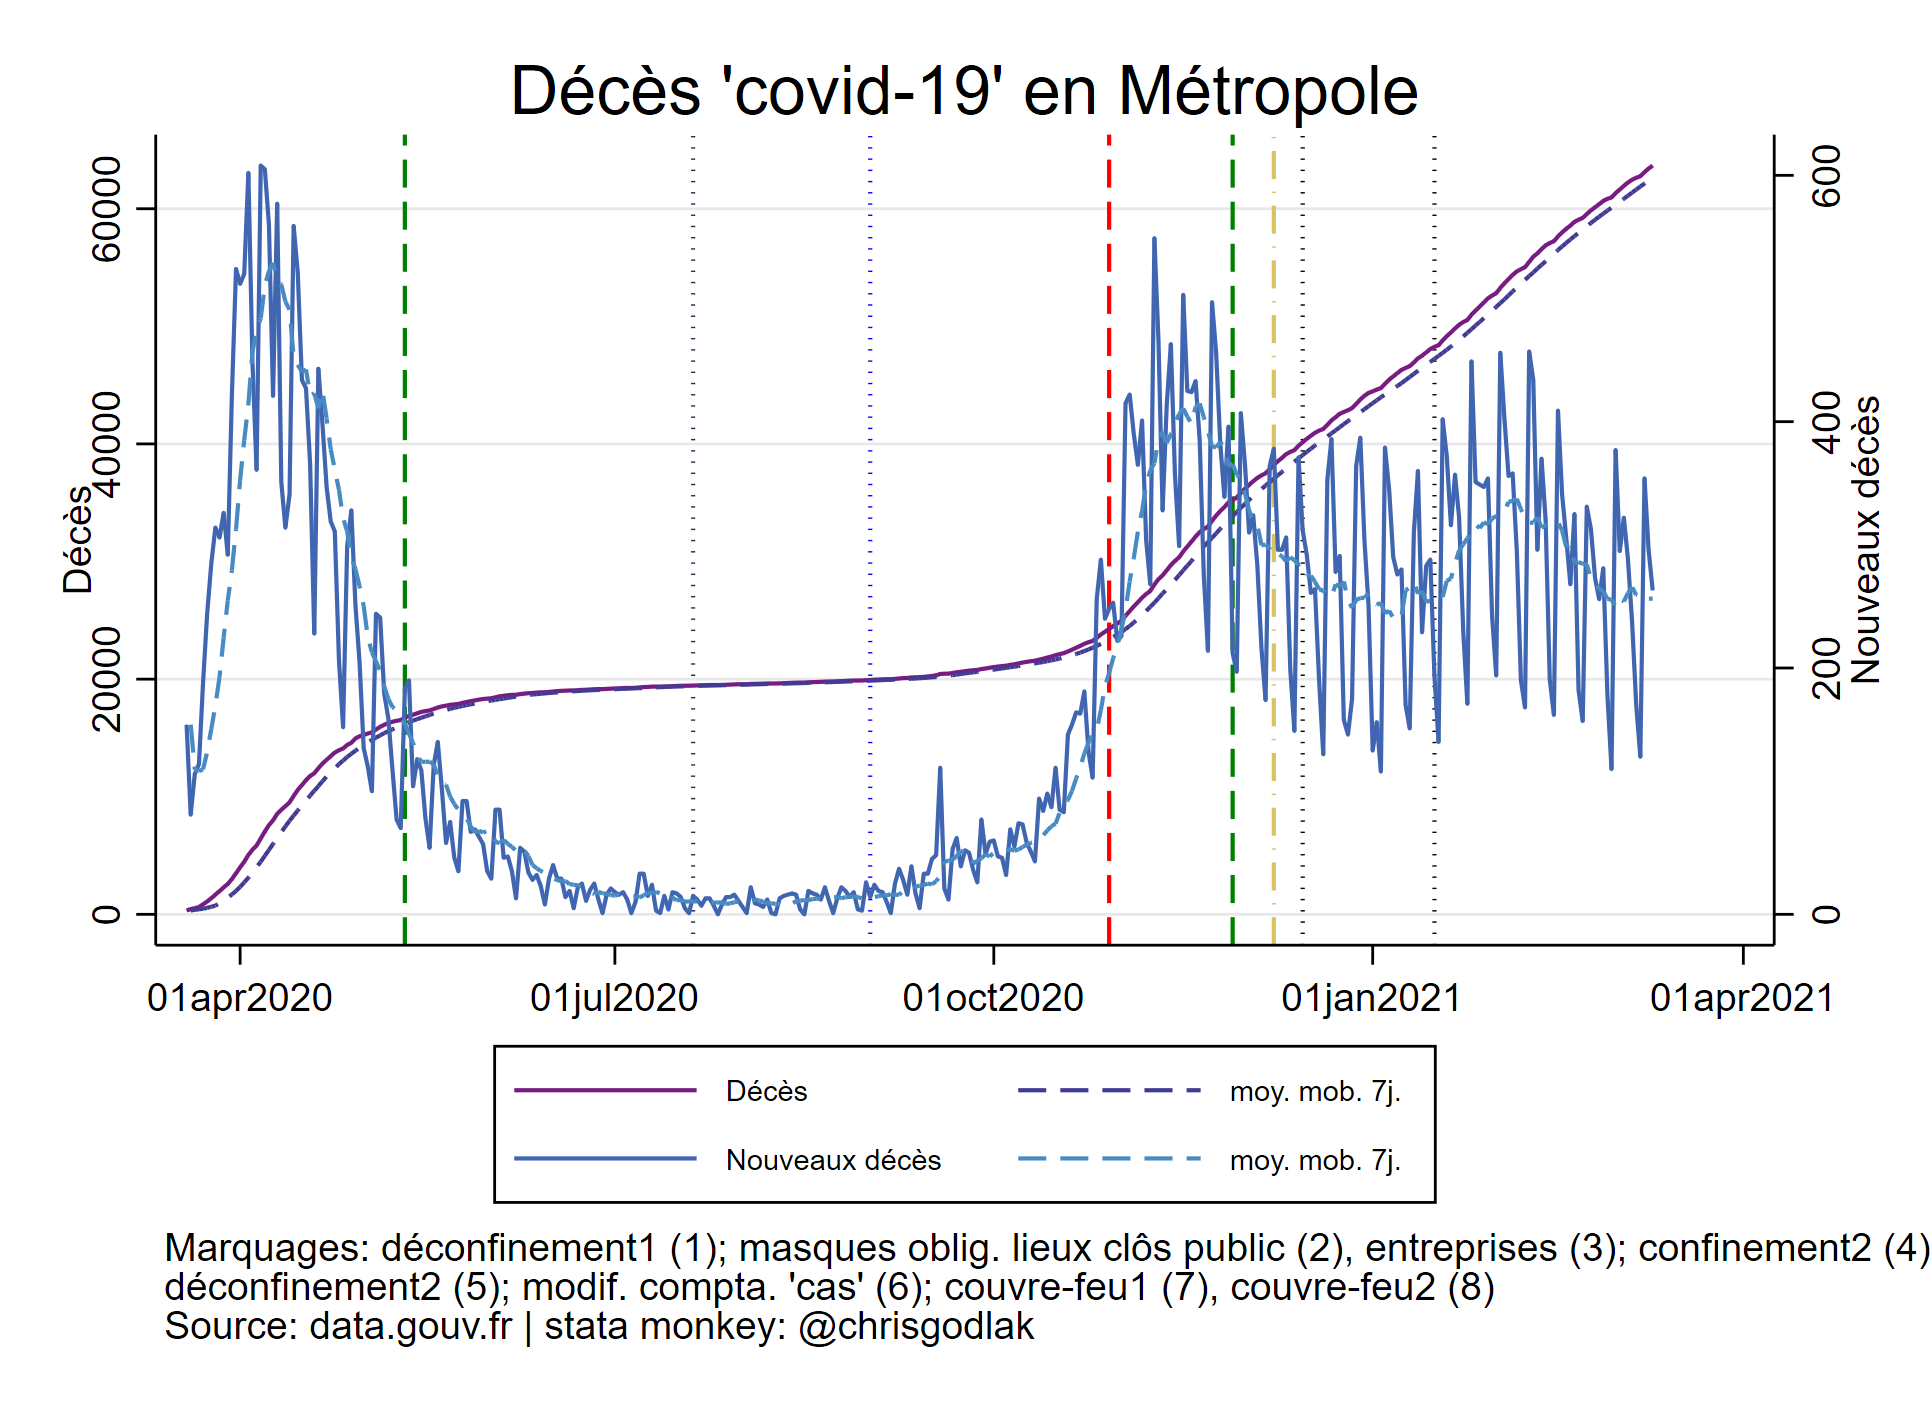 Décès 'covid-19' en Métropole
Décès
0
20000
40000
60000
Nouveaux décès
0
200
400
600
01apr2020
01jul2020
01oct2020
01jan2021
01apr2021
Décès
moy. mob. 7j.
Nouveaux décès
moy. mob. 7j.
Marquages: déconfinement1 (1); masques oblig. lieux clôs public (2), entreprises (3); confinement2 (4)
déconfinement2 (5); modif. compta. 'cas' (6); couvre-feu1 (7), couvre-feu2 (8)
Source: data.gouv.fr | stata monkey: @chrisgodlak